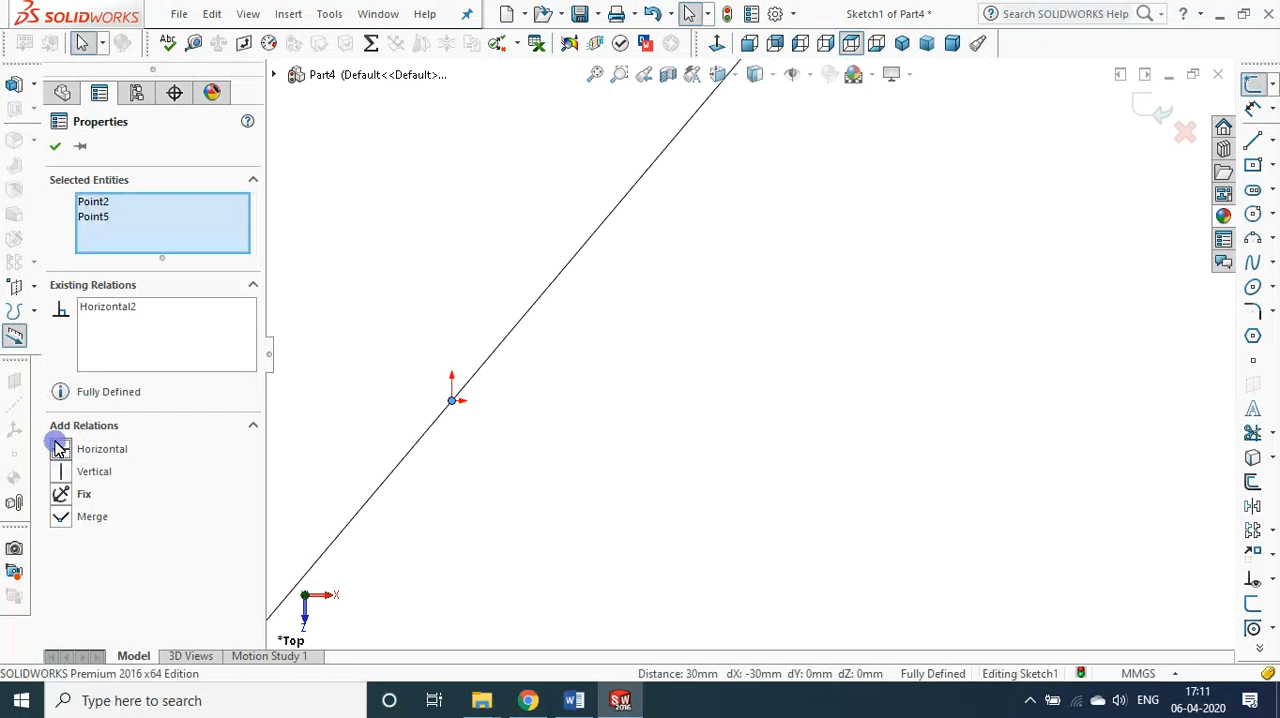 SOLIDWORKS
File Edit View Insert Tools Window Help
Sketch1 of Part4 *
Search SOLIDWORKS Help
?
Part4 (Default<<Default>...
Properties
Selected Entities
Point2
Point5
Existing Relations
Horizontal2
Fully Defined
Add Relations
Horizontal
Vertical
Fix
Merge
X
Z
*Top
Model 3D Views Motion Study 1
SOLIDWORKS Premium 2016 x64 Edition
Distance: 30mm dX: -30mm dY: 0mm dZ: 0mm Fully Defined Editing Sketch1 MMGS
Type here to search
ENG
17:11
06-04-2020